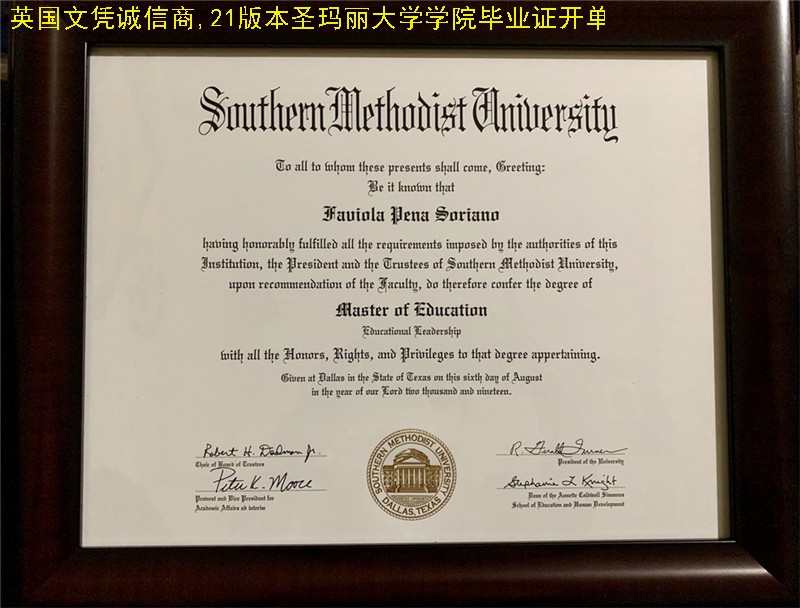 英国文凭诚信商,21版本圣玛丽大学学院毕业证开单
Southern Methodist University
To all to whom these presents shall come, Greeting:
Be it known that
Faviola Pena Soriano
having honorably fulfilled all the requirements imposed by the authorities of this
Institution, the President and the Trustees of Southern Methodist University,
upon recommendation of the Faculty, do therefore confer the degree of
Master of Education
Educational Leadership
with all the Honors, Rights, and Privileges to that degree appertaining.
Given at Dallas in the State of Texas on this sixth day of August
in the year of our Lord two thousand and nineteen.
Robert H. Dedman Jr.
Chair of Board of Trustees
Peter K. Moore
Provost and Vice President for
Academic Affairs ad interim
SOUTHERN METHODIST UNIVERSITY
DALLAS, TEXAS
R. Gerald Turner
President of the University
Stephanie L Knight
Dean of the Annette Caldwell Simmons
School of Education and Human Development